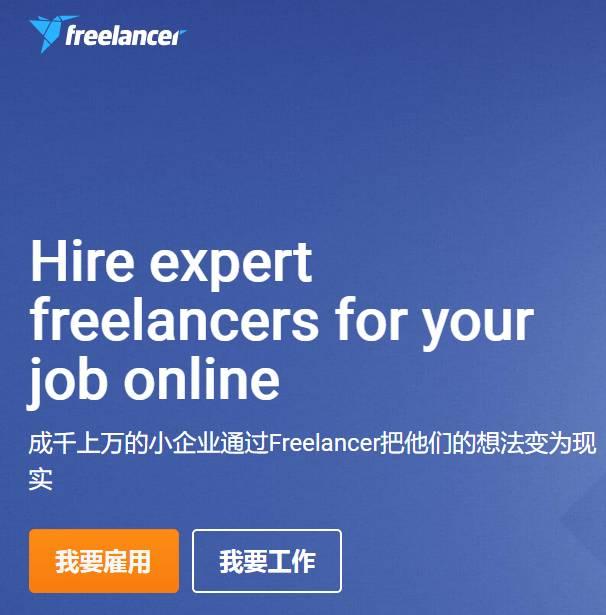 freelancer
Hire expert
freelancers for your
job online
成千上万的小企业通过Freelancer把他们的想法变为现
实
我要雇用
我要工作